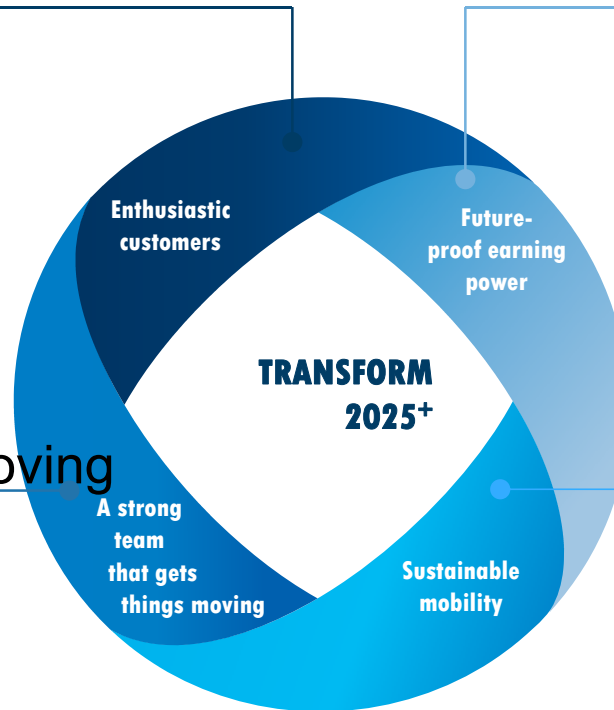 Enthusiastic
customers
Future-
proof earning
power
TRANSFORM
2025+
oving
A strong
team
that gets
things moving
Sustainable
mobility